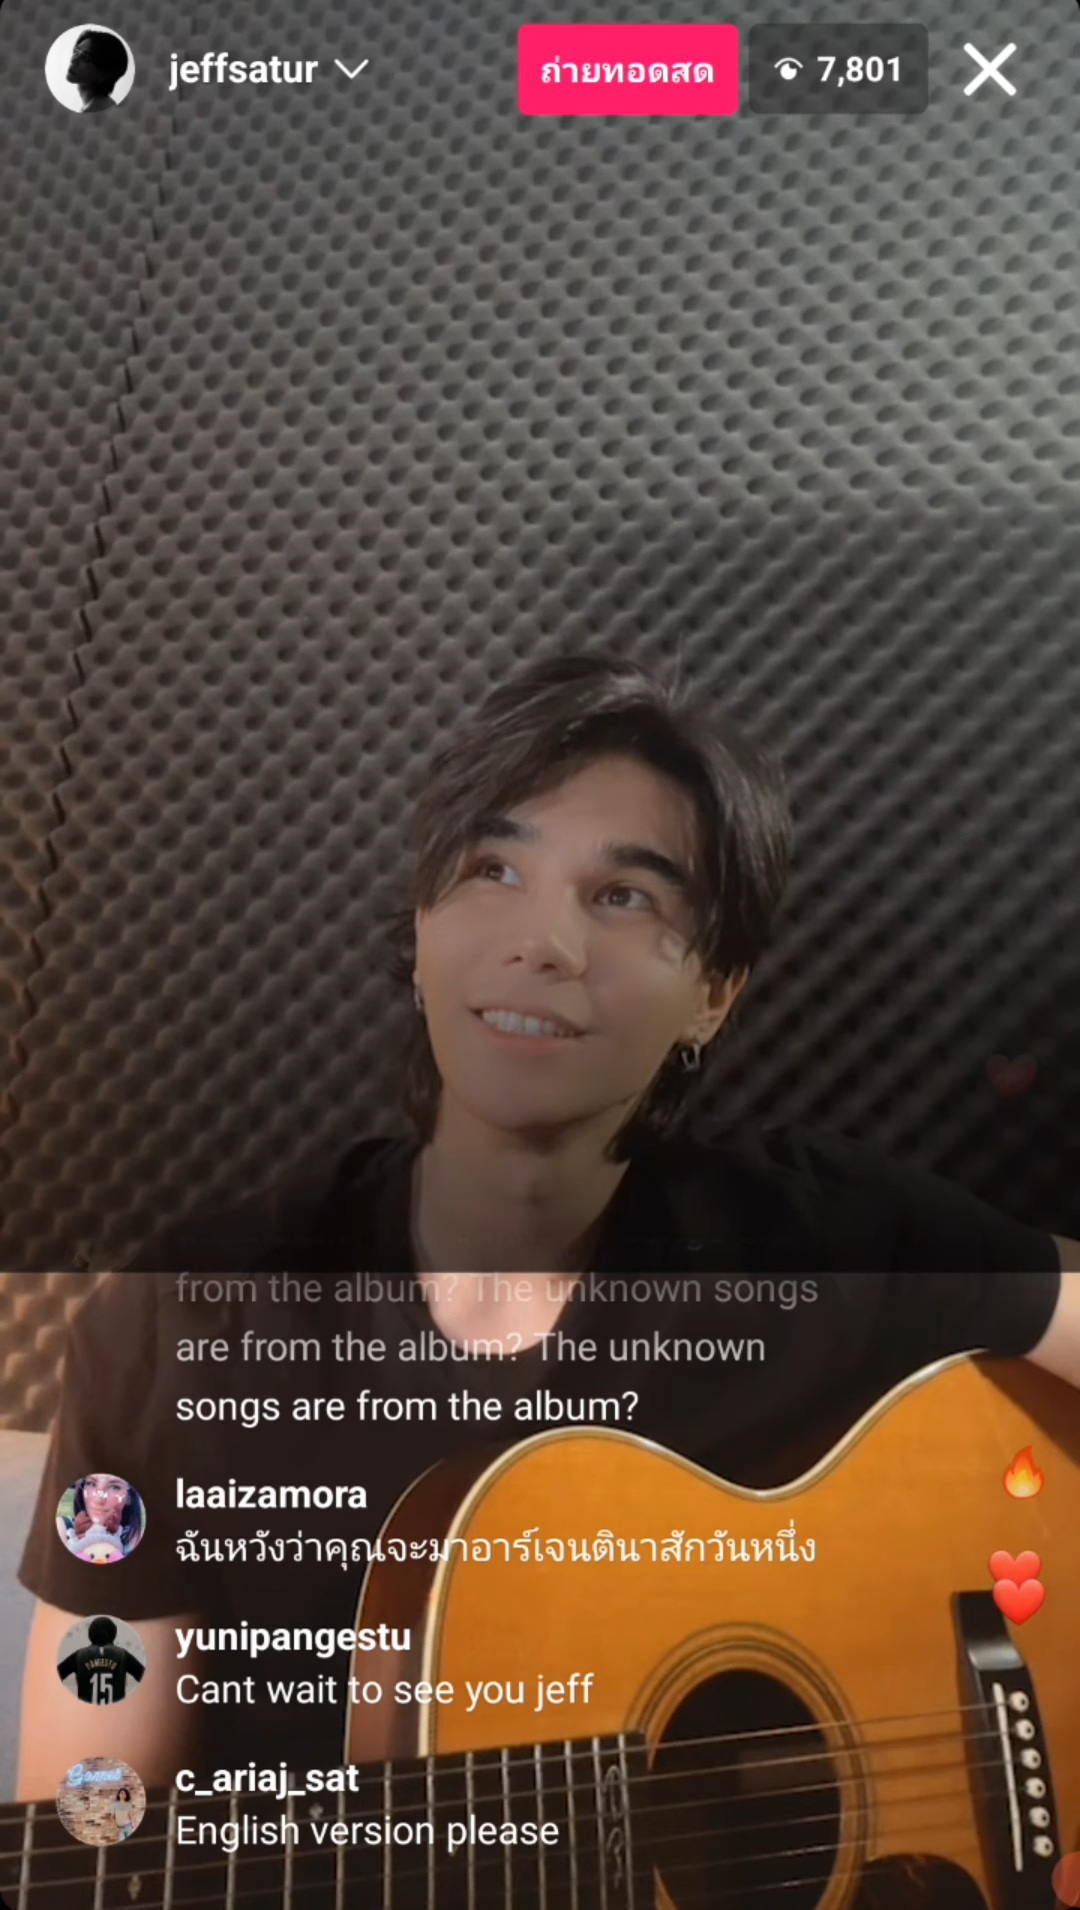 jeffsatur
ถ่ายทอดสด
7,801
from the album? The unknown songs
are from the album? The unknown
songs are from the album?
laaizamora
ฉันหวังว่าคุณจะมาอาร์เจนตินาสักวันหนึ่ง
yunipangestu
Cant wait to see you jeff
PANGESTU
15
c_ariaj_sat
English version please